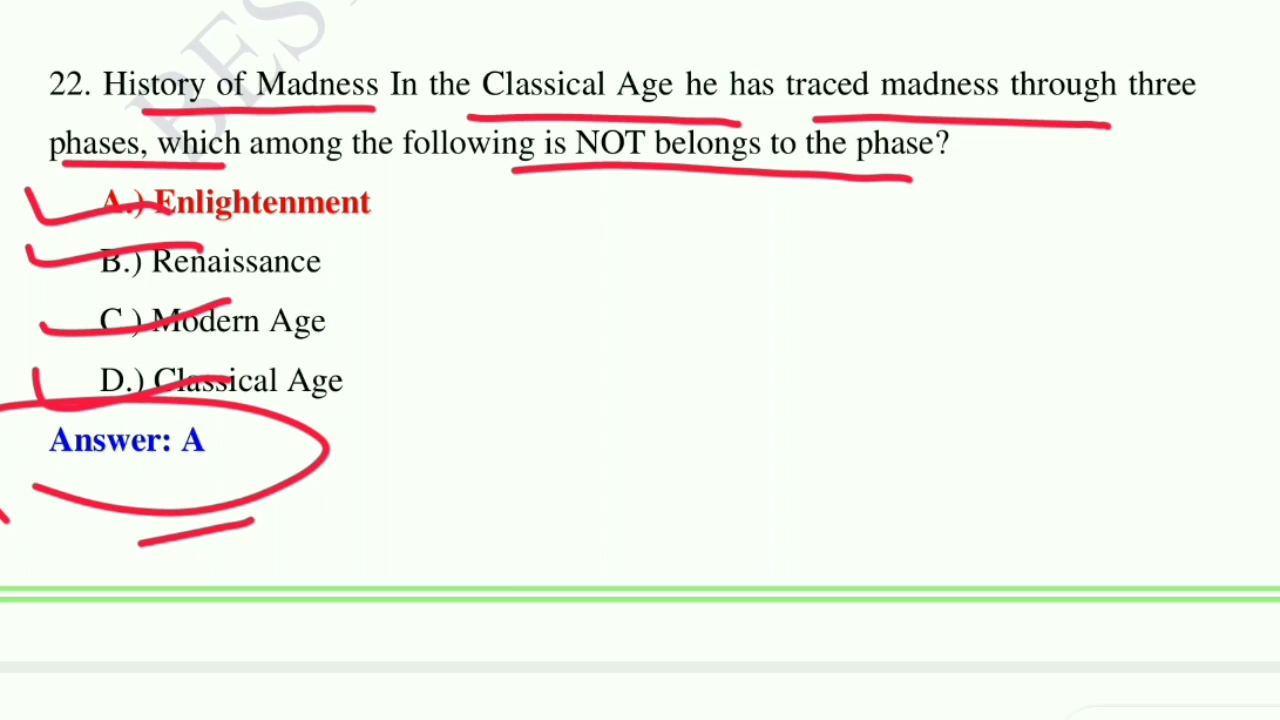 BES
22. History of Madness In the Classical Age he has traced madness through three
phases, which among the following is NOT belongs to the phase?
A.) Enlightenment
B.) Renaissance
C.) Modern Age
D.) Classical Age
Answer: A